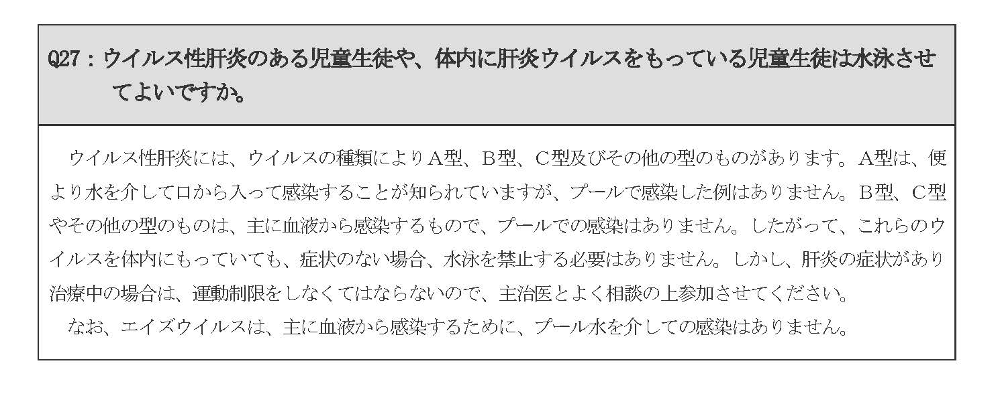 Q27：ウイルス性肝炎のある児童生徒や、体内に肝炎ウイルスをもっている児童生徒は水泳させ
てよいですか。
ウイルス性肝炎には、ウイルスの種類によりＡ型、Ｂ型、Ｃ型及びその他の型のものがあります。Ａ型は、便
より水を介して口から入って感染することが知られていますが、プールで感染した例はありません。Ｂ型、Ｃ型
やその他の型のものは、主に血液から感染するもので、プールでの感染はありません。したがって、これらのウ
イルスを体内にもっていても、症状のない場合、水泳を禁止する必要はありません。しかし、肝炎の症状があり
治療中の場合は、運動制限をしなくてはならないので、主治医とよく相談の上参加させてください。
なお、エイズウイルスは、主に血液から感染するために、プール水を介しての感染はありません。